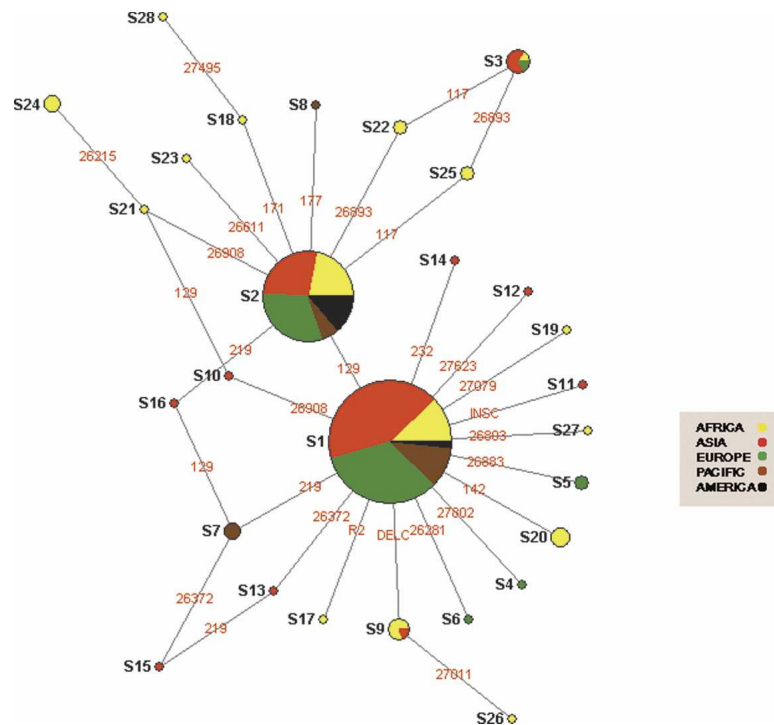 S28
27495
S3
S24
S8
117
S22
S18
26893
26215
S23
S25
177
171
26611
26893
S21
117
26908
S14
129
S2
S12
S19
129
232
219
27623
S10
27079
S11
S16
26908
INSC
S1
S27
26803
AFRICA
ASIA
EUROPE
PACIFIC
AMERICA
129
26883
S5
219
142
S7
26372
R2
DELC
26281
27802
S20
S4
26372
S13
219
S17
S9
S6
S15
27011
S26